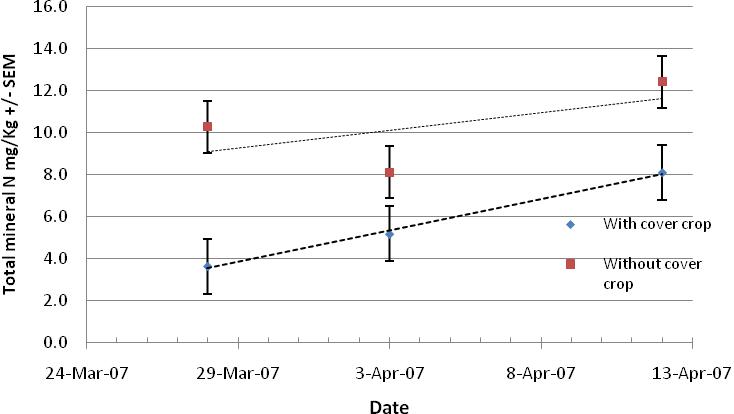 16.0
14.0
12.0
10.0
8.0
6.0
4.0
2.0
0.0
Total mineral N mg/Kg +/- SEM
With cover crop
Without cover
crop
24-Mar-07 29-Mar-07 3-Apr-07 8-Apr-07 13-Apr-07
Date